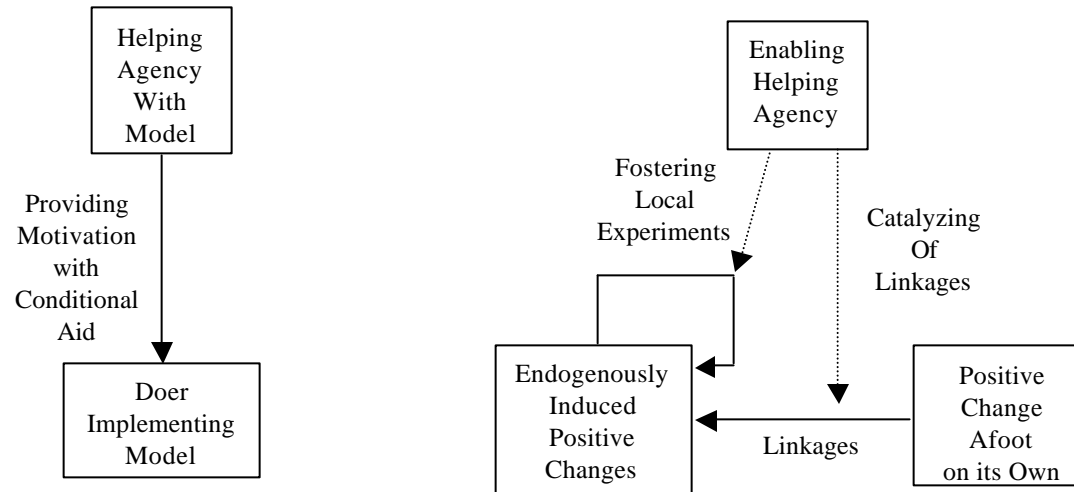 Helping
Agency
With
Model
Providing
Motivation
with
Conditional
Aid
Doer
Implementing
Model
Enabling
Helping
Agency
Fostering
Local
Experiments
Catalyzing
Of
Linkages
Endogenously
Induced
Positive
Changes
Linkages
Positive
Change
Afoot
on its Own